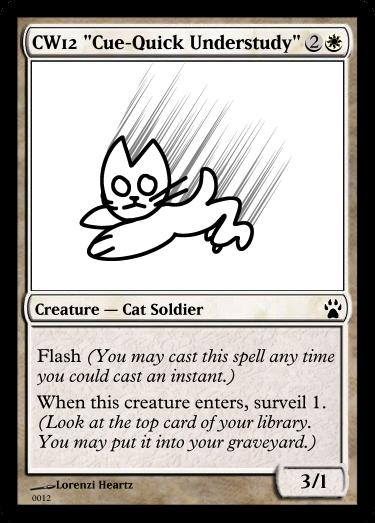 CW12 "Cue-Quick Understudy" 2
Creature — Cat Soldier
Flash (You may cast this spell any time
you could cast an instant.)
When this creature enters, surveil 1.
(Look at the top card of your library.
You may put it into your graveyard.)
Lorenzi Heartz
3/1
0012